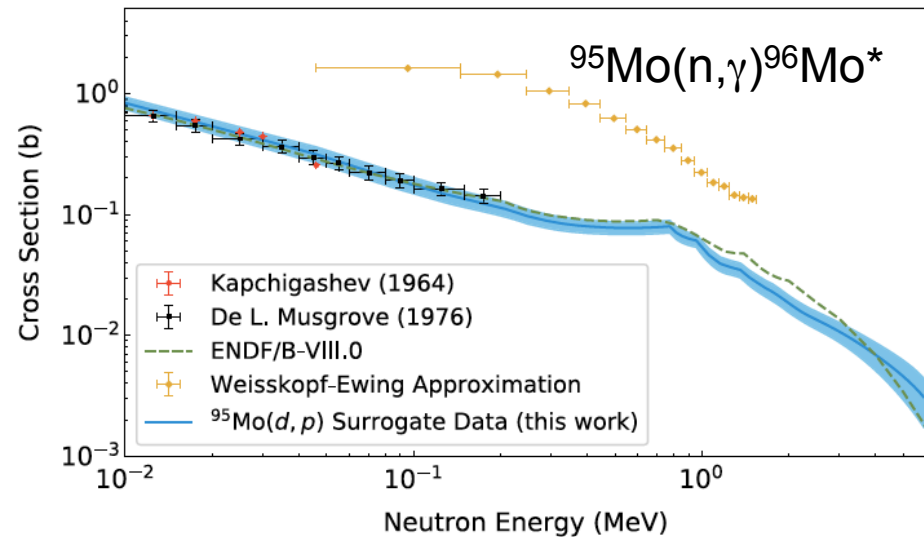 ⁹⁵Mo(n,γ)⁹⁶Mo*
10⁰
10⁻¹
10⁻²
10⁻³
Cross Section (b)
Kapchigashev (1964)
De L. Musgrove (1976)
ENDF/B-VIII.0
Weisskopf-Ewing Approximation
⁹⁵Mo(d, p) Surrogate Data (this work)
10⁻² 10⁻¹ 10⁰
Neutron Energy (MeV)